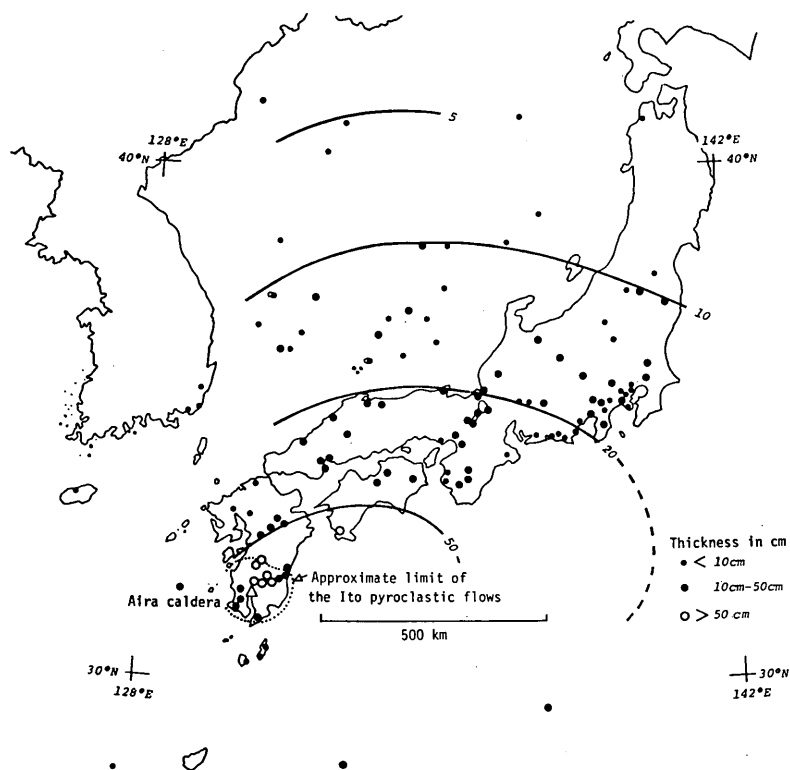 5
128°E
40°N
142°E
40°N
10
20
50
Thickness in cm
< 10cm
10cm-50cm
> 50 cm
Approximate limit of
the Ito pyroclastic flows
Aira caldera
500 km
30°N
128°E
30°N
142°E